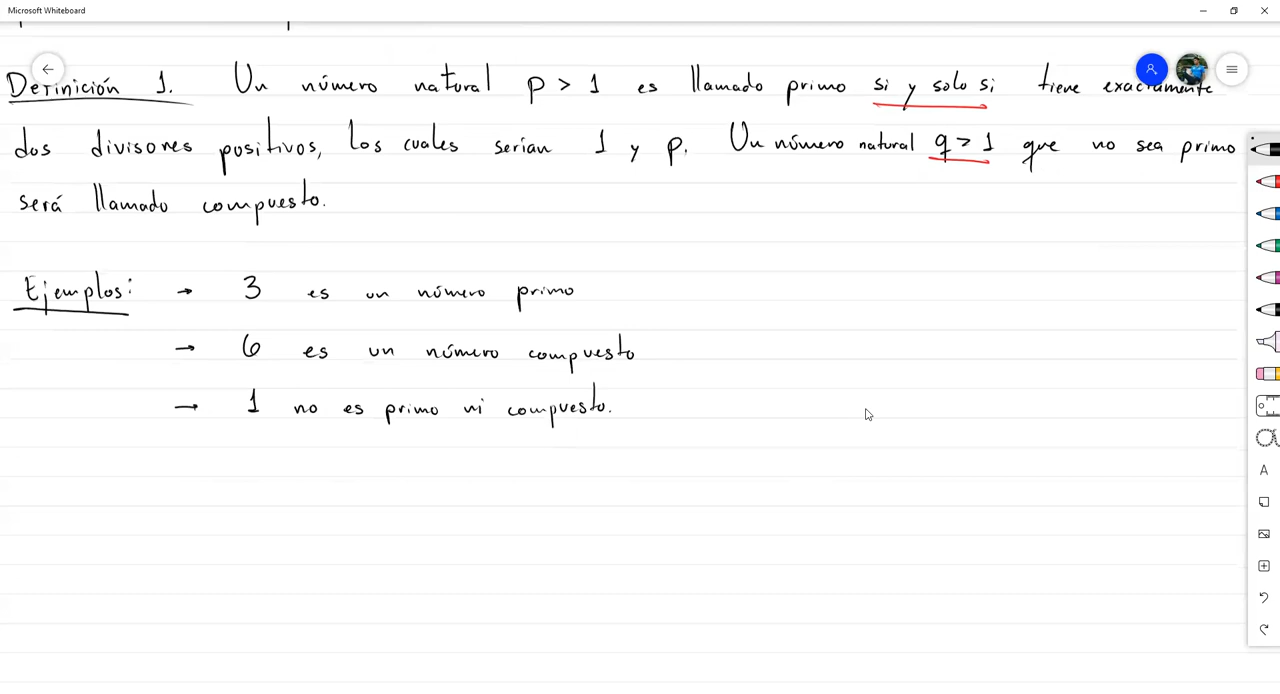 Microsoft Whiteboard
Definición 1. Un número natural p > 1 es llamado primo si y solo si tiene exactamente
dos divisores positivos, los cuales serían 1 y p. Un número natural q > 1 que no sea primo
será llamado compuesto.
Ejemplos: → 3 es un número primo
→ 6 es un número compuesto
→ 1 no es primo ni compuesto.
A